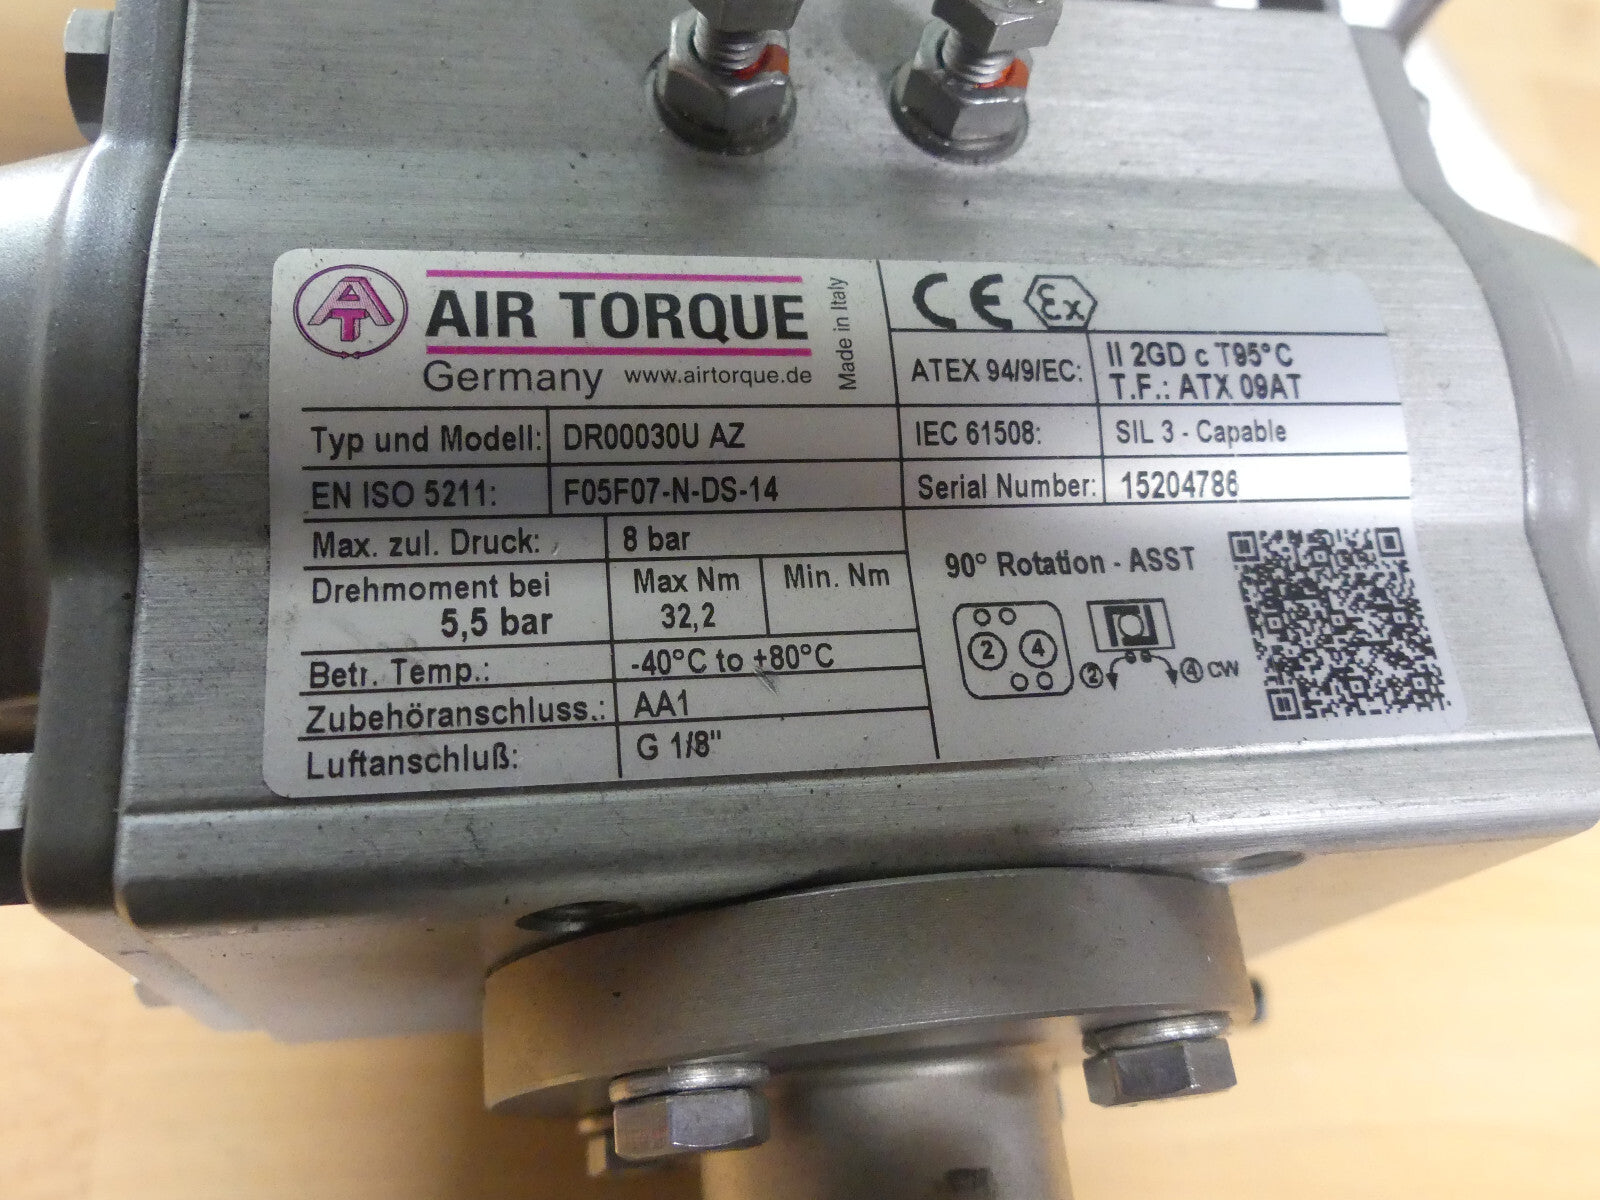 AT
AIR TORQUE
Germany www.airtorque.de
Made in Italy
CE Ex
ATEX 94/9/EC: II 2GD c T95°C
T.F.: ATX 09AT
Typ und Modell: DR00030U AZ
IEC 61508: SIL 3 - Capable
EN ISO 5211: F05F07-N-DS-14
Serial Number: 15204786
Max. zul. Druck: 8 bar
Drehmoment bei Max Nm Min. Nm
5,5 bar 32,2
Betr. Temp.: -40°C to +80°C
Zubehöranschluss.: AA1
Luftanschluß: G 1/8"
90° Rotation - ASST
2 4
2 4 CW